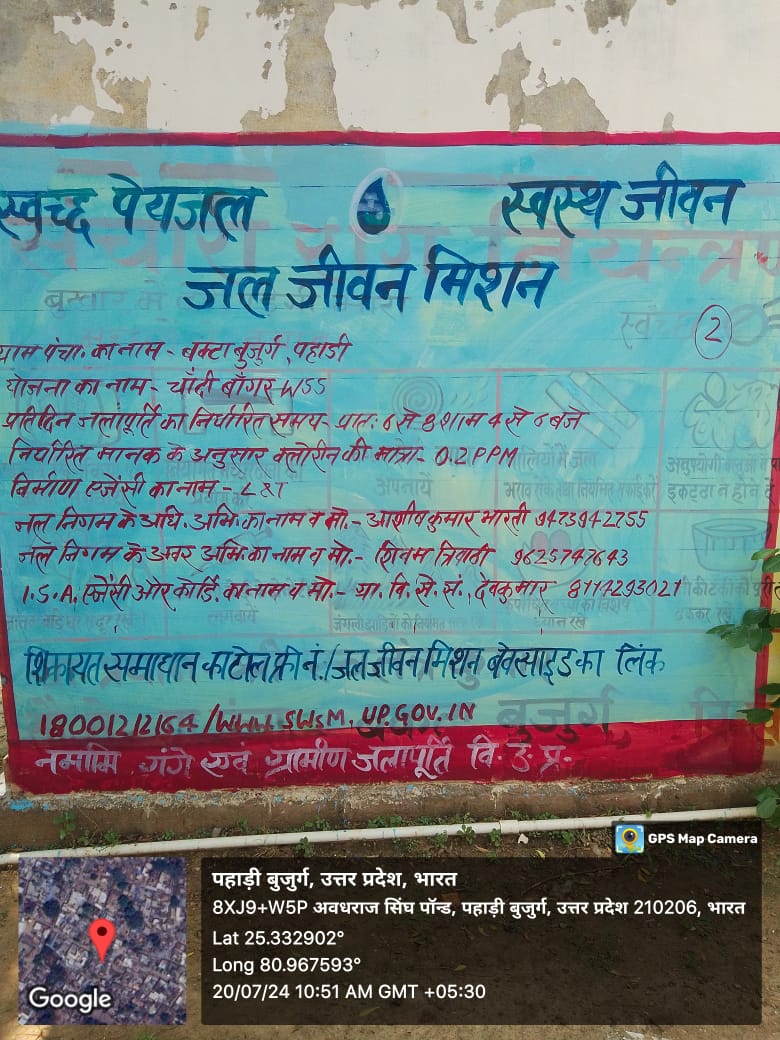 स्वच्छ पेयजल स्वस्थ जीवन
जल जीवन मिशन
2
ग्राम पंचा. का नाम - बक्टा बुजुर्ग, पहाडी
योजना का नाम - चाँदी बाँगर WSS
प्रतिदिन जलापूर्ति का निर्धारित समय - प्रात: 6 से 8 शाम 4 से 6 बजे
निर्धारित मानक के अनुसार क्लोरीन की मात्रा - 0.2 PPM
निर्माण एजेंसी का नाम - L&T
जल निगम के अधि. अभि. का नाम व मो. - आशीष कुमार भारती 9473942755
जल निगम के अवर अभि. का नाम व मो. - शिवम त्रिपाठी
I.S.A. एजेंसी और कोर्डि. का नाम व मो. - ग्रा. वि. से. सं., देवकुमार 8114293021
शिकायत समाधान का टोल फ्री नं./जल जीवन मिशन बेवसाइड का लिंक
18001212164/WWW.SWSM.UP.GOV.IN
नमामि गंगे एवं ग्रामीण जलापूर्ति वि. उ. प्र.
GPS Map Camera
पहाड़ी बुजुर्ग, उत्तर प्रदेश, भारत
8XJ9+W5P अवधराज सिंघ पॉन्ड, पहाड़ी बुजुर्ग, उत्तर प्रदेश 210206, भारत
Lat 25.332902°
Long 80.967593°
20/07/24 10:51 AM GMT +05:30
Google